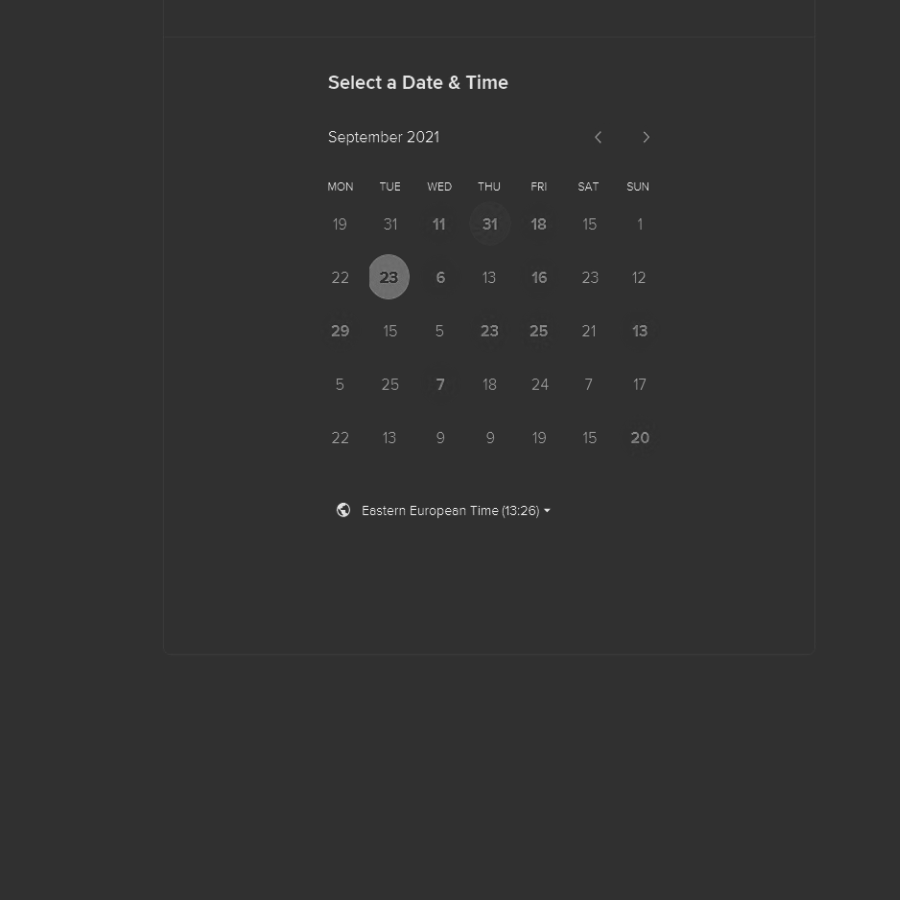 Select a Date & Time
September 2021
MON TUE WED THU FRI SAT SUN
19 31 11 31 18 15 1
22 23 6 13 16 23 12
29 15 5 23 25 21 13
5 25 7 18 24 7 17
22 13 9 9 19 15 20
Eastern European Time (13:26)